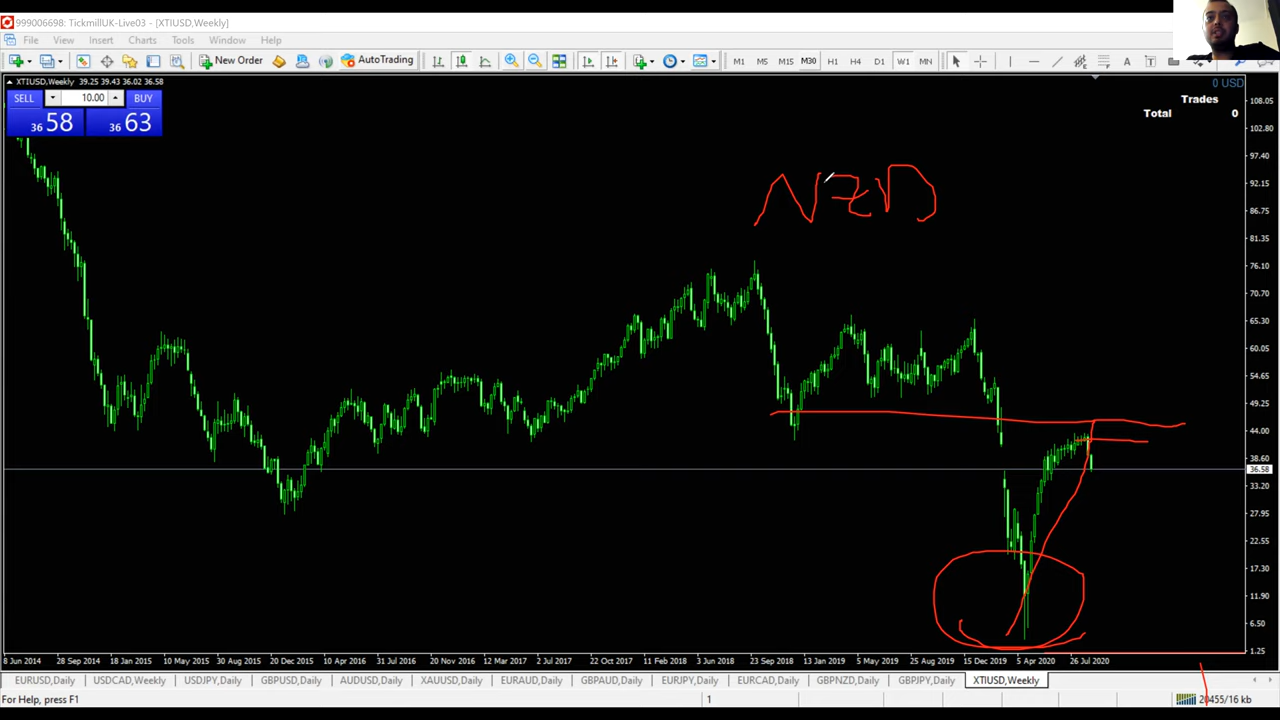 999006698: TickmillUK-Live03 - [XTIUSD,Weekly]
File View Insert Charts Tools Window Help
New Order AutoTrading M1 M5 M15 M30 H1 H4 D1 W1 MN A
XTIUSD,Weekly 39.25 39.43 36.02 36.58
0 USD
SELL 10.00 BUY
Trades
Total 0
36 58 36 63
NZD
108.05
102.80
97.40
92.15
86.75
81.35
76.10
70.70
65.30
60.05
54.65
49.25
44.00
38.60
36.58
33.20
27.95
22.55
17.30
11.90
6.50
1.25
8 Jun 2014 28 Sep 2014 18 Jan 2015 10 May 2015 30 Aug 2015 20 Dec 2015 10 Apr 2016 31 Jul 2016 20 Nov 2016 12 Mar 2017 2 Jul 2017 22 Oct 2017 11 Feb 2018 3 Jun 2018 23 Sep 2018 13 Jan 2019 5 May 2019 25 Aug 2019 15 Dec 2019 5 Apr 2020 26 Jul 2020
EURUSD,Daily USDCAD,Weekly USDJPY,Daily GBPUSD,Daily AUDUSD,Daily XAUUSD,Daily EURAUD,Daily GBPAUD,Daily EURJPY,Daily EURCAD,Daily GBPNZD,Daily GBPJPY,Daily XTIUSD,Weekly
For Help, press F1 1 20455/16 kb